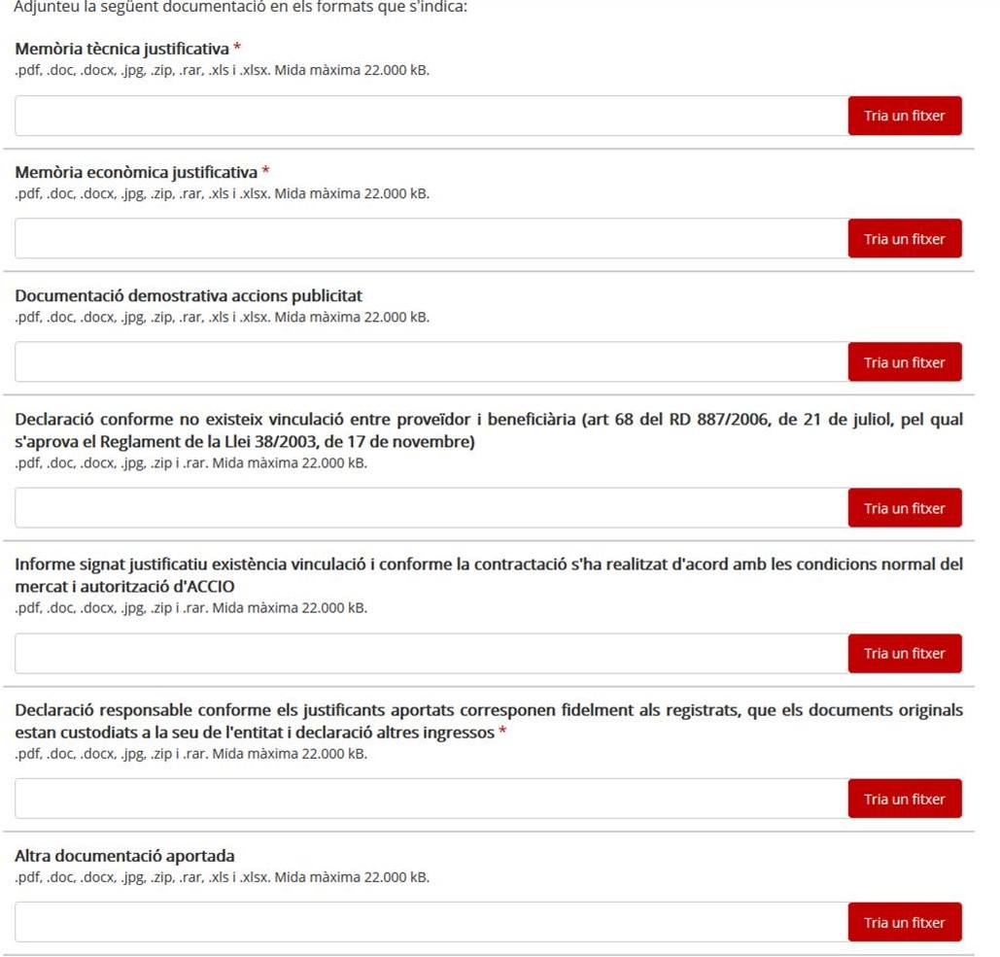 Adjunteu la següent documentació en els formats que s'indica:
Memòria tècnica justificativa *
.pdf, .doc, .docx, .jpg, .zip, .rar, .xls i .xlsx. Mida màxima 22.000 kB.
Tria un fitxer
Memòria econòmica justificativa *
.pdf, .doc, .docx, .jpg, .zip, .rar, .xls i .xlsx. Mida màxima 22.000 kB.
Tria un fitxer
Documentació demostrativa accions publicitat
.pdf, .doc, .docx, .jpg, .zip, .rar, .xls i .xlsx. Mida màxima 22.000 kB.
Tria un fitxer
Declaració conforme no existeix vinculació entre proveïdor i beneficiària (art 68 del RD 887/2006, de 21 de juliol, pel qual
s'aprova el Reglament de la Llei 38/2003, de 17 de novembre)
.pdf, .doc, .docx, .jpg, .zip i .rar. Mida màxima 22.000 kB.
Tria un fitxer
Informe signat justificatiu existència vinculació i conforme la contractació s'ha realitzat d'acord amb les condicions normal del
mercat i autorització d'ACCIO
.pdf, .doc, .docx, .jpg, .zip i .rar. Mida màxima 22.000 kB.
Tria un fitxer
Declaració responsable conforme els justificants aportats corresponen fidelment als registrats, que els documents originals
estan custodiats a la seu de l'entitat i declaració altres ingressos *
.pdf, .doc, .docx, .jpg, .zip i .rar. Mida màxima 22.000 kB.
Tria un fitxer
Altra documentació aportada
.pdf, .doc, .docx, .jpg, .zip, .rar, .xls i .xlsx. Mida màxima 22.000 kB.
Tria un fitxer